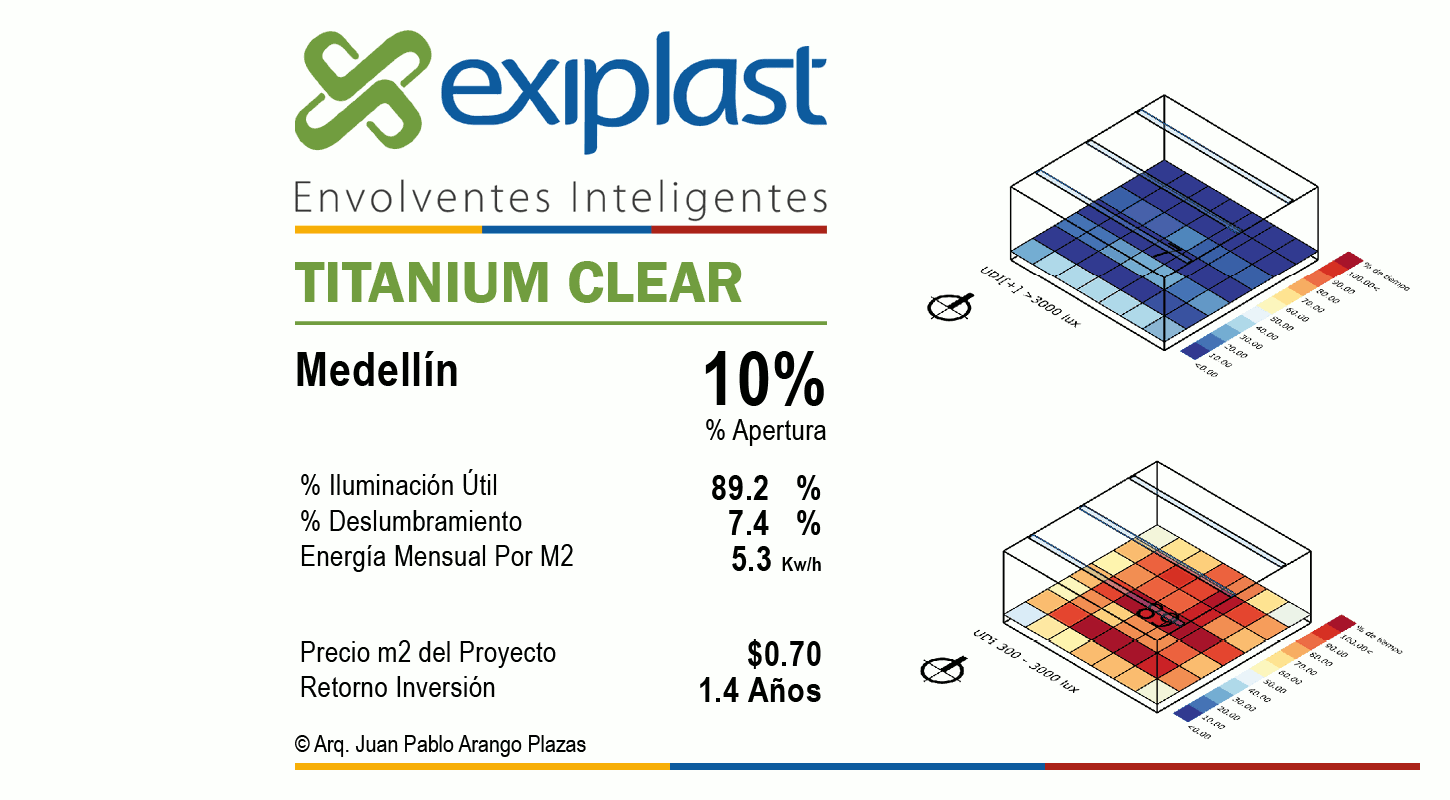 exiplast
Envolventes Inteligentes
TITANIUM CLEAR
Medellín
10%
% Apertura
% Iluminación Útil 89.2 %
% Deslumbramiento 7.4 %
Energía Mensual Por M2 5.3 Kw/h
Precio m2 del Proyecto $0.70
Retorno Inversión 1.4 Años
© Arq. Juan Pablo Arango Plazas
UDI[+] >3000 lux
% de tiempo
100.00<
90.00
80.00
70.00
60.00
50.00
40.00
30.00
20.00
10.00
<0.00
89
UDi 300 - 3000 lux
% de tiempo
100.00<
90.00
80.00
70.00
60.00
50.00
40.00
30.00
20.00
10.00
<0.00